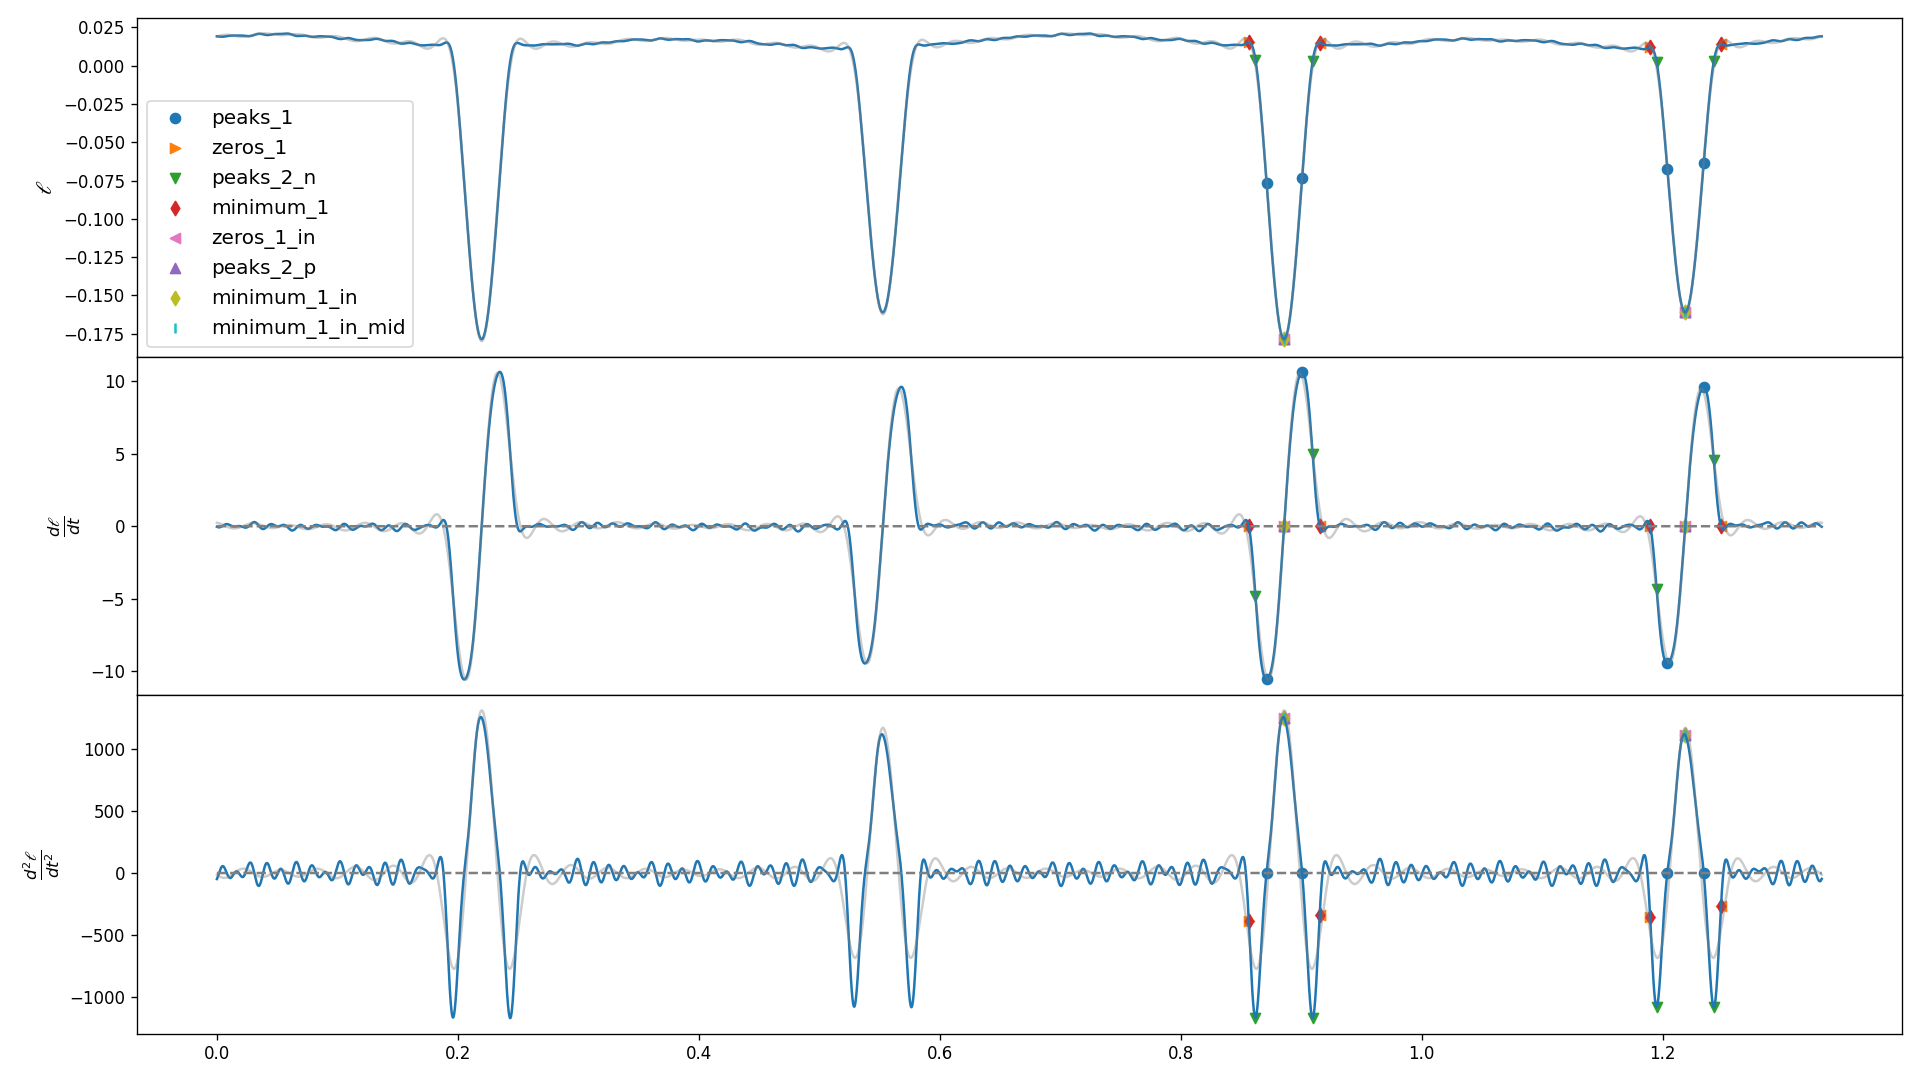 0.025
0.000
−0.025
−0.050
−0.075
−0.100
−0.125
−0.150
−0.175
ℓ
peaks_1
zeros_1
peaks_2_n
minimum_1
zeros_1_in
peaks_2_p
minimum_1_in
minimum_1_in_mid
10
5
0
−5
−10
dℓ
dt
1000
500
0
−500
−1000
d²ℓ
dt²
0.0 0.2 0.4 0.6 0.8 1.0 1.2